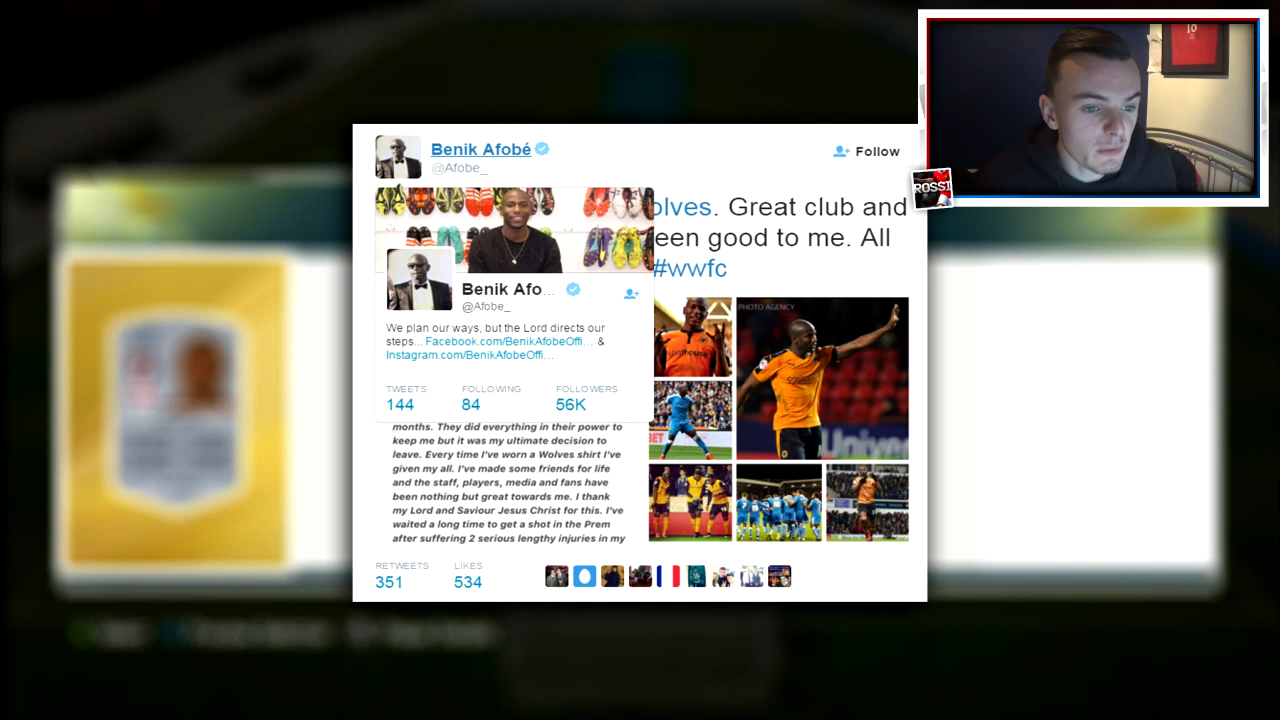 Benik Afobé
@Afobe_
Follow
olves. Great club and
een good to me. All
#wwfc
Benik Afo...
@Afobe_
We plan our ways, but the Lord directs our
steps... Facebook.com/BenikAfobeOffi... &
Instagram.com/BenikAfobeOffi...
TWEETS FOLLOWING FOLLOWERS
144 84 56K
months. They did everything in their power to
keep me but it was my ultimate decision to
leave. Every time I've worn a Wolves shirt I've
given my all. I've made some friends for life
and the staff, players, media and fans have
been nothing but great towards me. I thank
my Lord and Saviour Jesus Christ for this. I've
waited a long time to get a shot in the Prem
after suffering 2 serious lengthy injuries in my
PHOTO AGENCY
Univer
RETWEETS LIKES
351 534
ROSSI